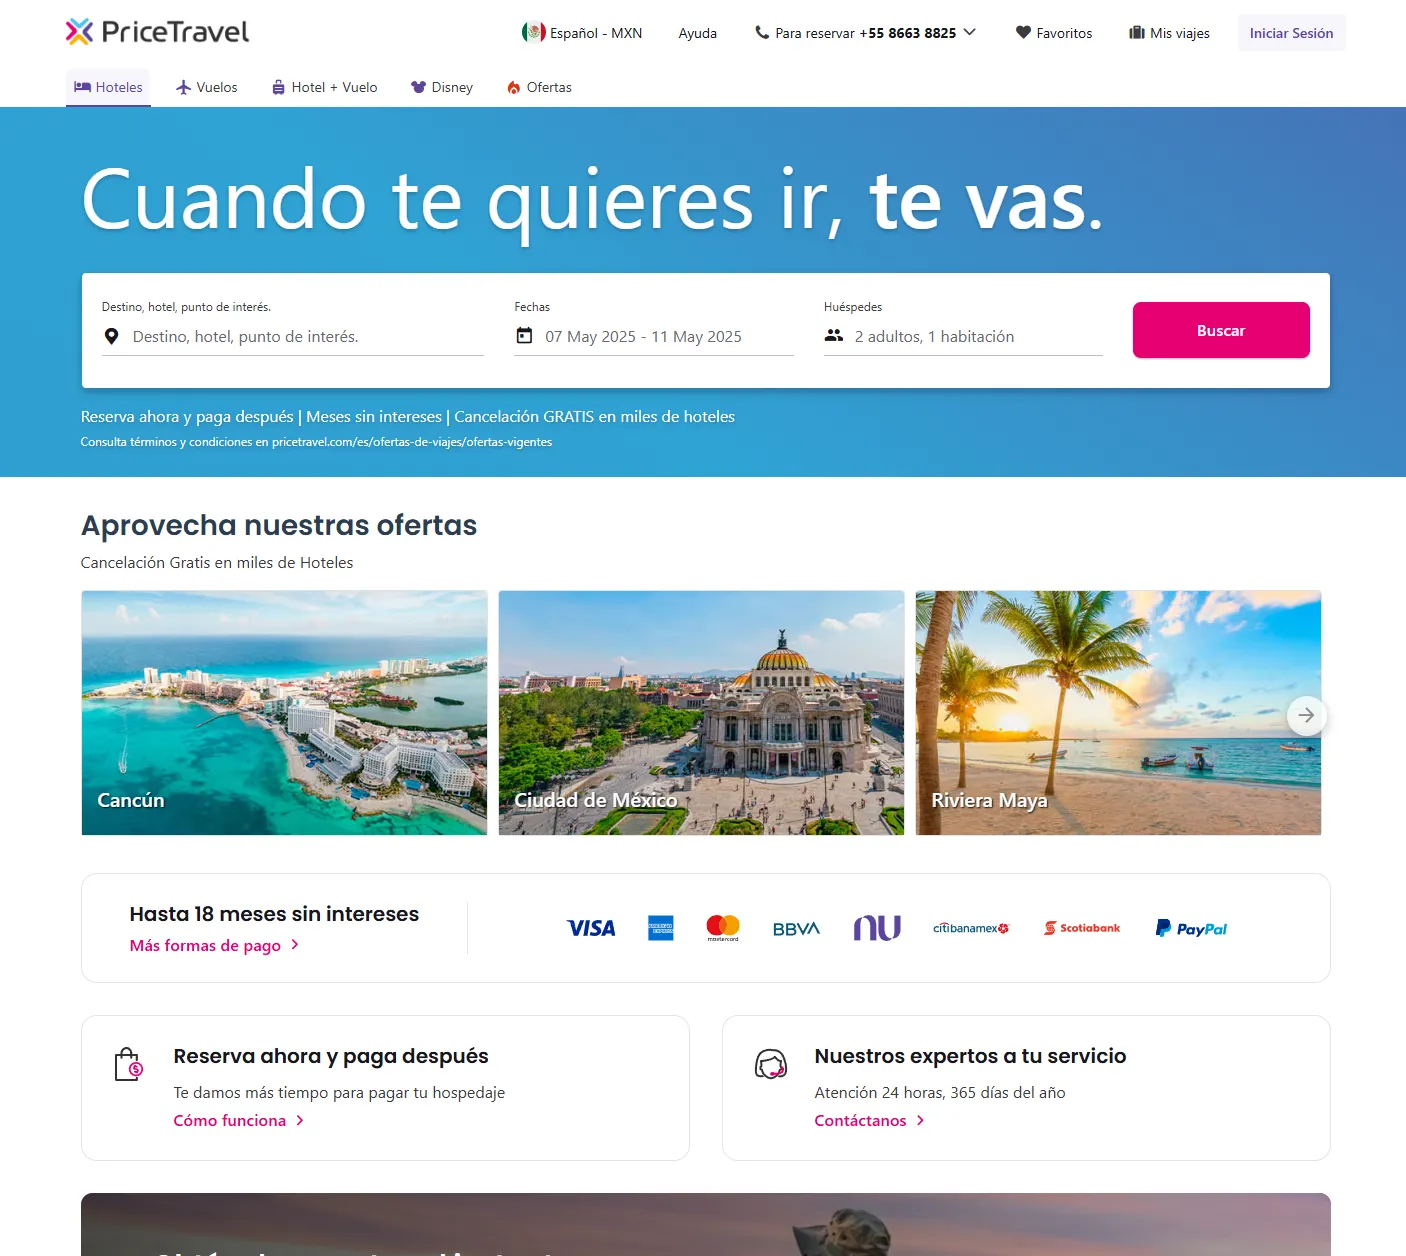 PriceTravel
Español - MXN
Ayuda
Para reservar +55 8663 8825
Favoritos
Mis viajes
Iniciar Sesión
Hoteles
Vuelos
Hotel + Vuelo
Disney
Ofertas
Cuando te quieres ir, te vas.
Destino, hotel, punto de interés.
Destino, hotel, punto de interés.
Fechas
07 May 2025 - 11 May 2025
Huéspedes
2 adultos, 1 habitación
Buscar
Reserva ahora y paga después | Meses sin intereses | Cancelación GRATIS en miles de hoteles
Consulta términos y condiciones en pricetravel.com/es/ofertas-de-viajes/ofertas-vigentes
Aprovecha nuestras ofertas
Cancelación Gratis en miles de Hoteles
Cancún
Ciudad de México
Riviera Maya
Hasta 18 meses sin intereses
Más formas de pago
VISA
AMERICAN EXPRESS
mastercard
BBVA
nu
citibanamex
Scotiabank
PayPal
Reserva ahora y paga después
Te damos más tiempo para pagar tu hospedaje
Cómo funciona
Nuestros expertos a tu servicio
Atención 24 horas, 365 días del año
Contáctanos